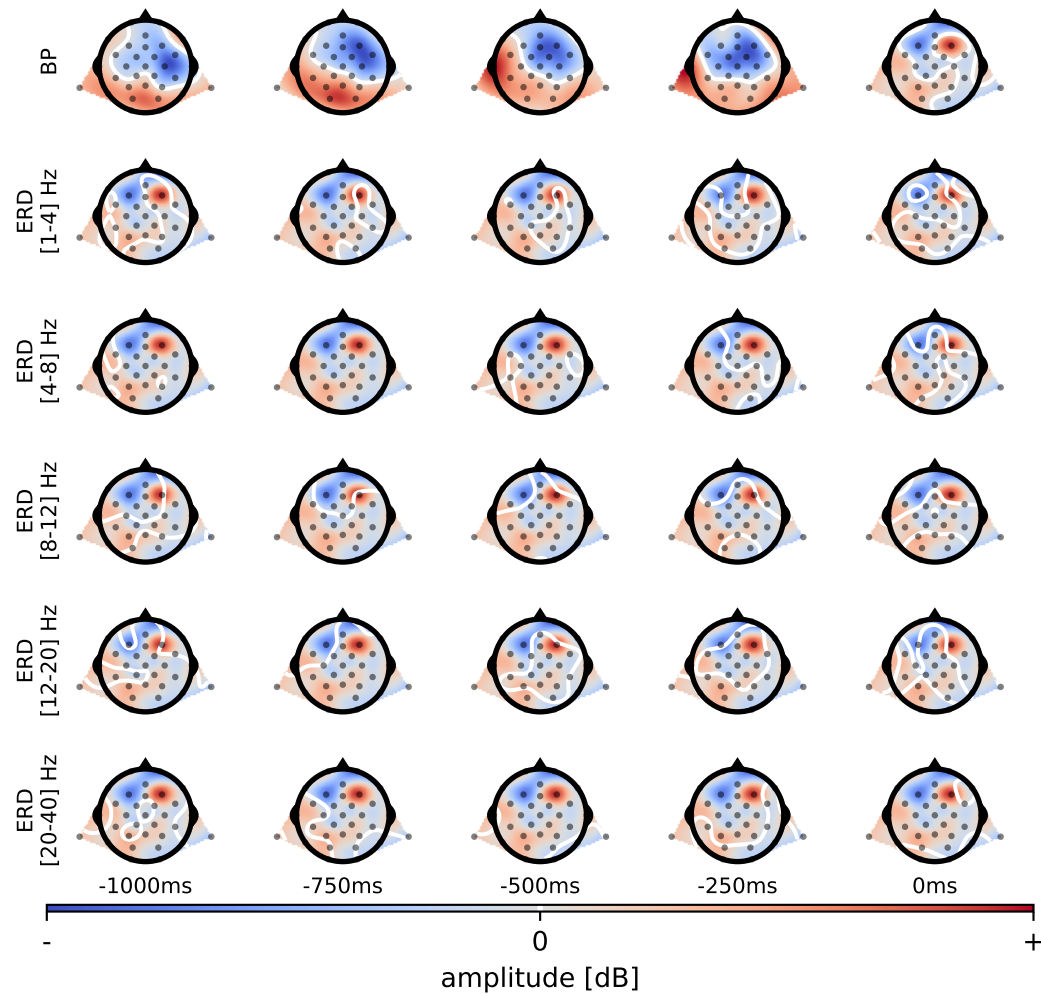 BP
ERD
[1-4] Hz
ERD
[4-8] Hz
ERD
[8-12] Hz
ERD
[12-20] Hz
ERD
[20-40] Hz
-1000ms -750ms -500ms -250ms 0ms
- 0 +
amplitude [dB]